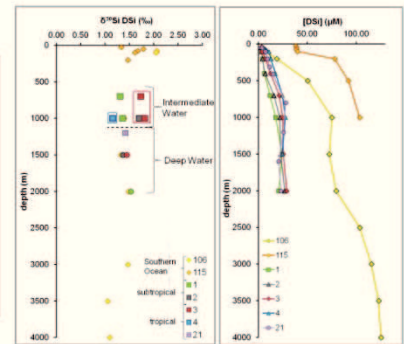 δ³⁰Si DSi (‰)
0.00 0.50 1.00 1.50 2.00 2.50 3.00
0
500
1000
1500
2000
2500
3000
3500
4000
depth (m)
Intermediate
Water
Deep Water
Southern
Ocean
subtropical
tropical
106
115
1
2
3
4
21
[DSi] (µM)
0.00 50.00 100.00
0
500
1000
1500
2000
2500
3000
3500
4000
depth (m)
106
115
1
2
3
4
21